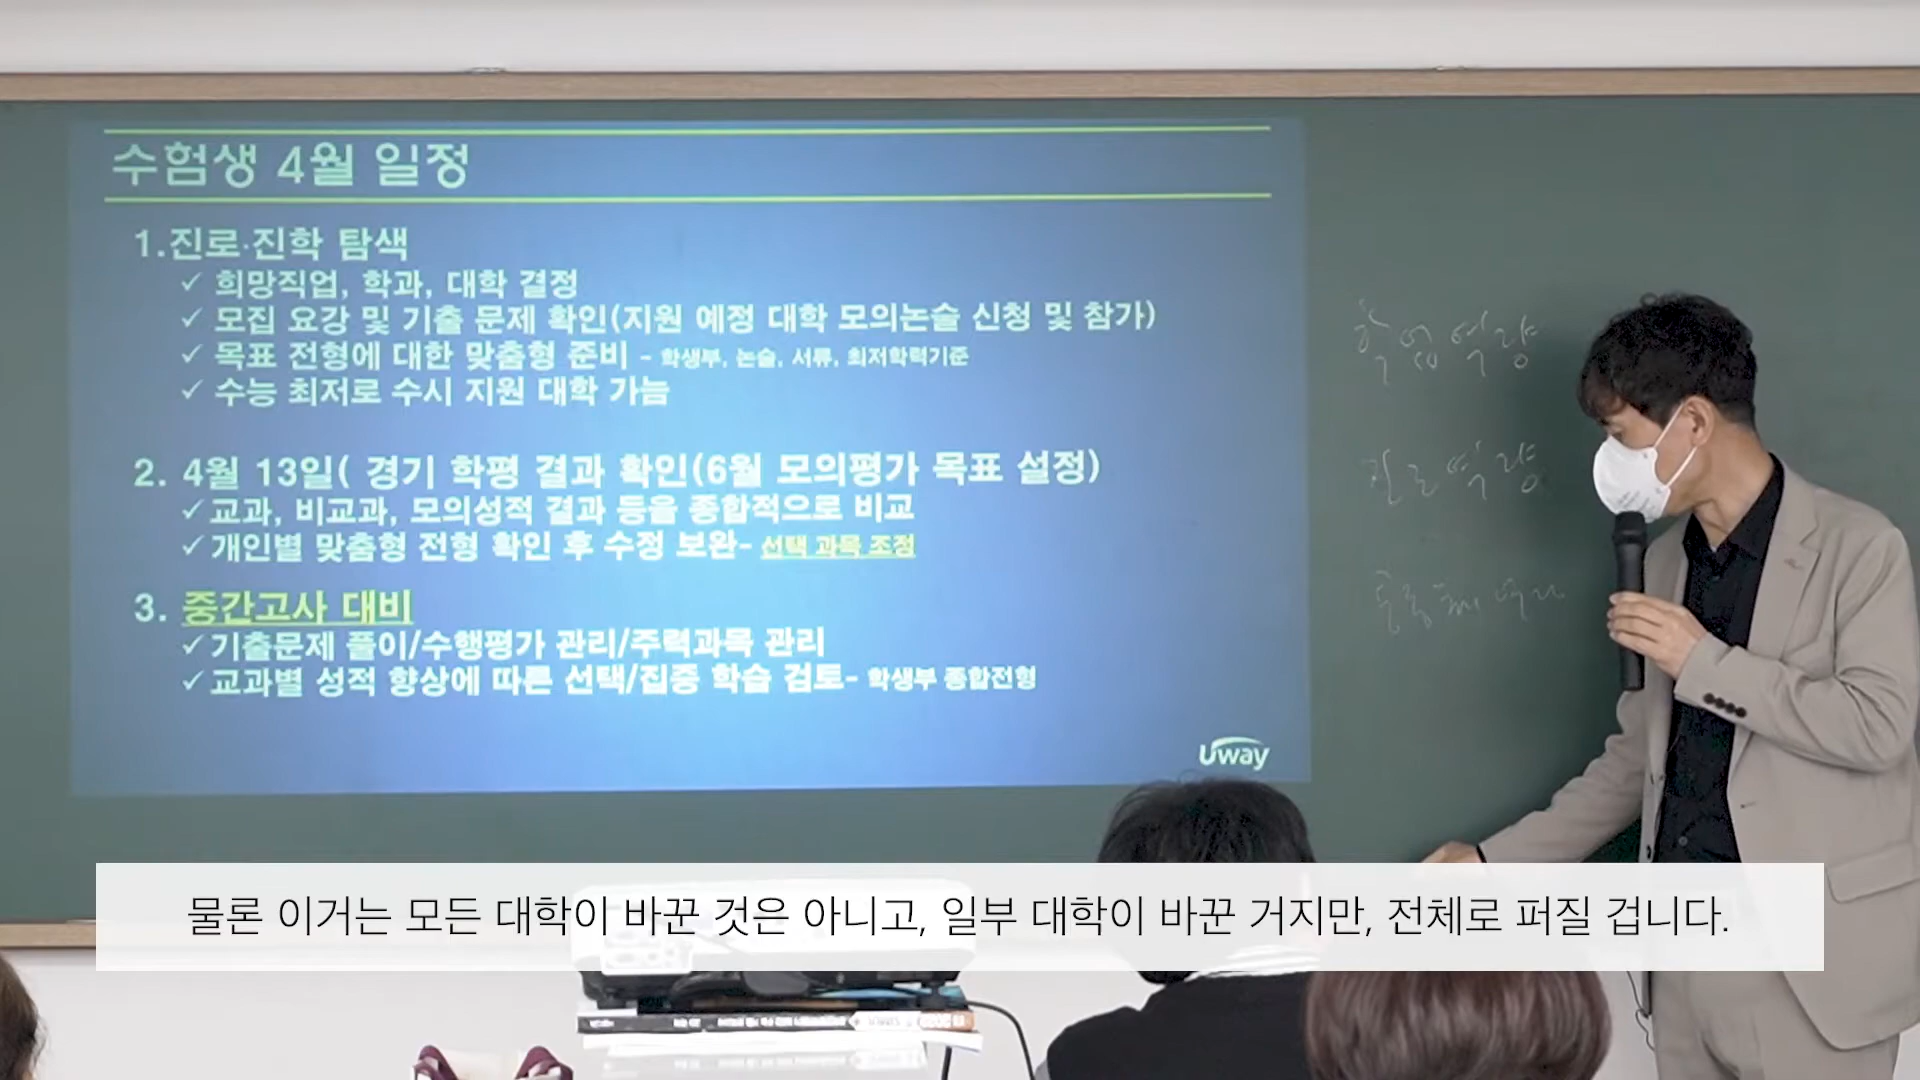 수험생 4월 일정
1.진로·진학 탐색
✓ 희망직업, 학과, 대학 결정
✓ 모집 요강 및 기출 문제 확인(지원 예정 대학 모의논술 신청 및 참가)
✓ 목표 전형에 대한 맞춤형 준비 - 학생부, 논술, 서류, 최저학력기준
✓ 수능 최저로 수시 지원 대학 가늠
2. 4월 13일( 경기 학평 결과 확인(6월 모의평가 목표 설정)
✓ 교과, 비교과, 모의성적 결과 등을 종합적으로 비교
✓ 개인별 맞춤형 전형 확인 후 수정 보완- 선택 과목 조정
3. 중간고사 대비
✓ 기출문제 풀이/수행평가 관리/주력과목 관리
✓ 교과별 성적 향상에 따른 선택/집중 학습 검토- 학생부 종합전형
Uway
학업역량
진로역량
공동체역량
물론 이거는 모든 대학이 바꾼 것은 아니고, 일부 대학이 바꾼 거지만, 전체로 퍼질 겁니다.